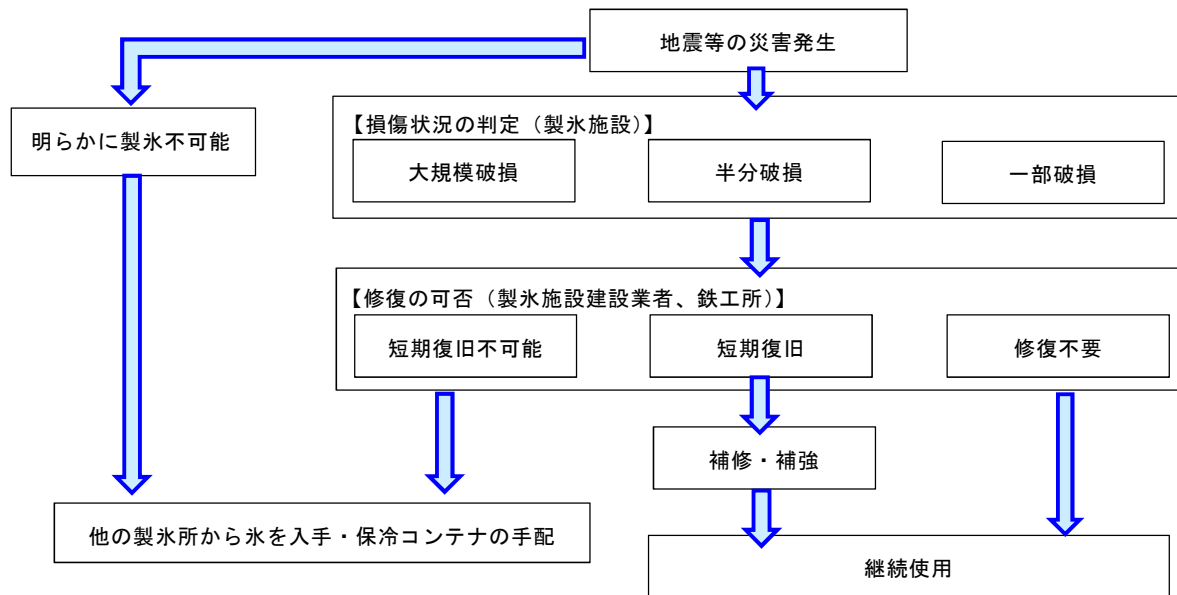 地震等の災害発生
明らかに製氷不可能
【損傷状況の判定（製氷施設）】
大規模破損
半分破損
一部破損
【修復の可否（製氷施設建設業者、鉄工所）】
短期復旧不可能
短期復旧
修復不要
補修・補強
他の製氷所から氷を入手・保冷コンテナの手配
継続使用